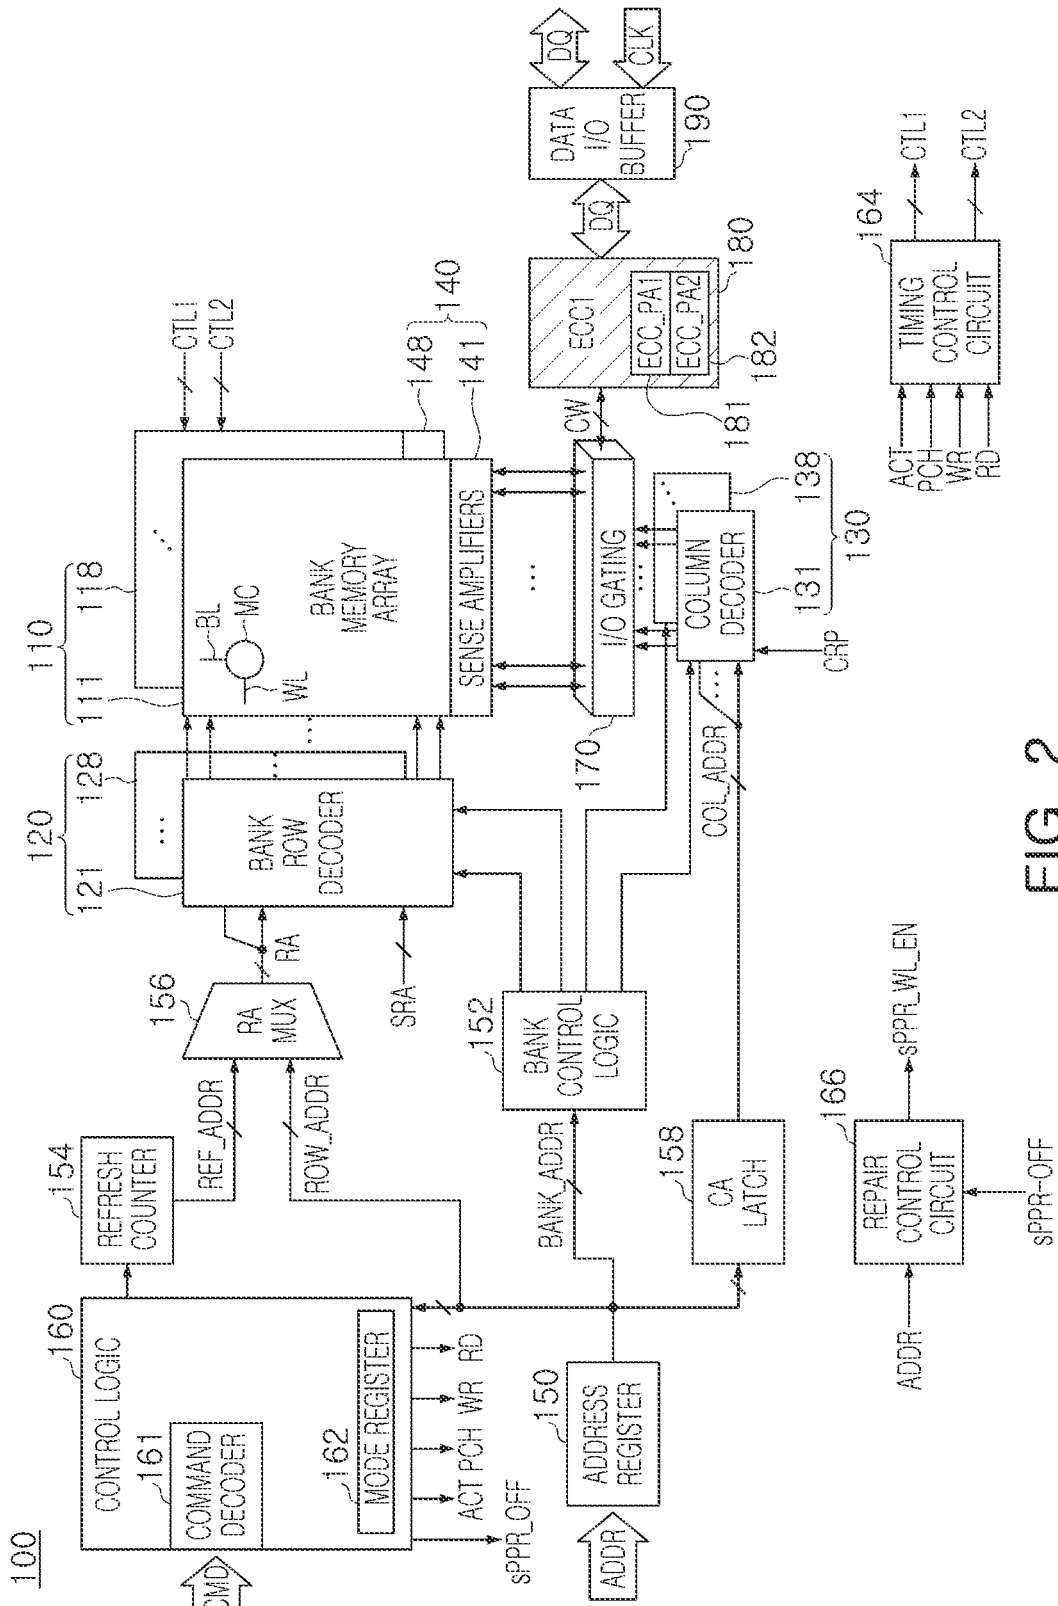 100
CMD
CONTROL LOGIC
160
161
COMMAND
DECODER
162
MODE REGISTER
sPPR_OFF
ACT
PCH
WR
RD
REFRESH
COUNTER
154
REF_ADDR
ROW_ADDR
RA
MUX
156
RA
SRA
120
121
128
BANK
ROW
DECODER
110
111
118
BL
MC
WL
BANK
MEMORY
ARRAY
CTL1
CTL2
148
140
141
SENSE AMPLIFIERS
ADDR
ADDRESS
REGISTER
150
BANK_ADDR
BANK
CONTROL
LOGIC
152
170
I/O GATING
CW
ECC1
ECC_PA1
ECC_PA2
180
181
182
DQ
DATA
I/O
BUFFER
190
DQ
CLK
CA
LATCH
158
COL_ADDR
COLUMN
DECODER
131
138
130
CRP
ADDR
REPAIR
CONTROL
CIRCUIT
166
sPPR-OFF
sPPR_WL_EN
ACT
PCH
WR
RD
TIMING
CONTROL
CIRCUIT
164
CTL1
CTL2
FIG. 2